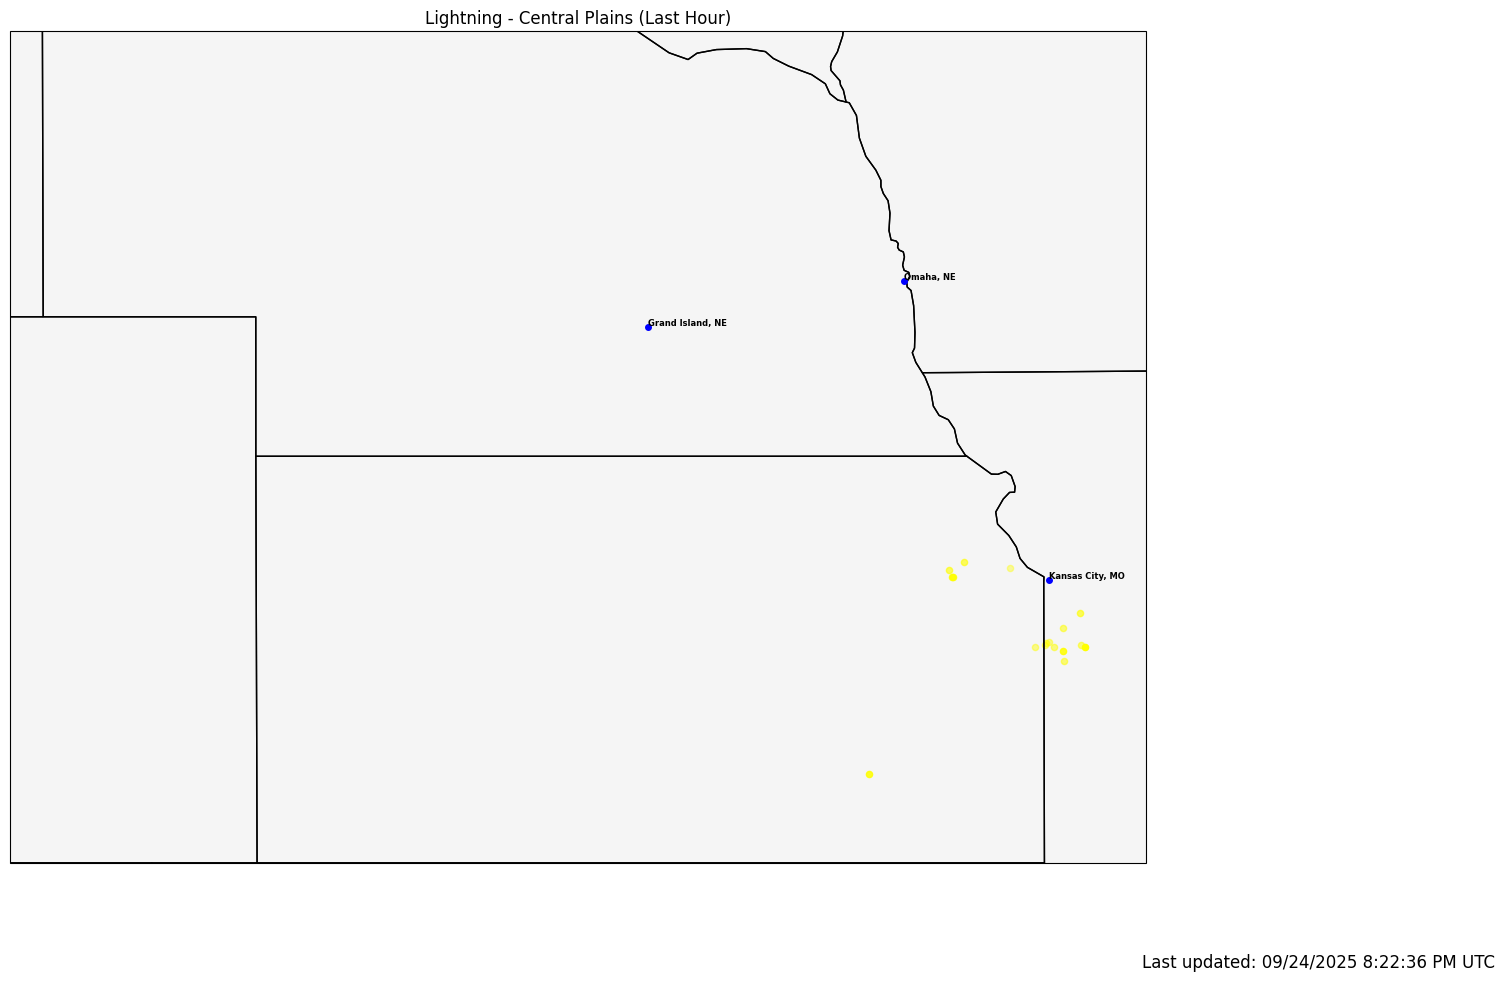 Lightning - Central Plains (Last Hour)
Omaha, NE
Grand Island, NE
Kansas City, MO
Last updated: 09/24/2025 8:22:36 PM UTC